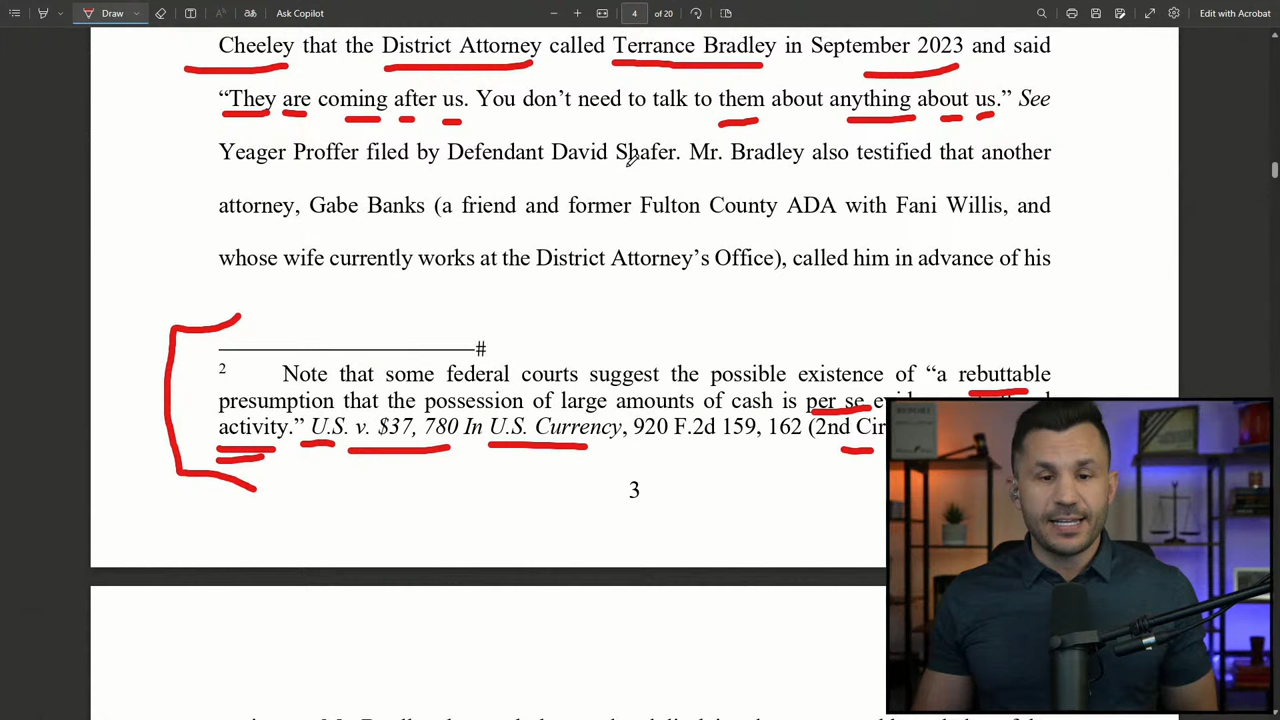 Draw
Ask Copilot
4 of 20
Edit with Acrobat
Cheeley that the District Attorney called Terrance Bradley in September 2023 and said
“They are coming after us. You don’t need to talk to them about anything about us.” See
Yeager Proffer filed by Defendant David Shafer. Mr. Bradley also testified that another
attorney, Gabe Banks (a friend and former Fulton County ADA with Fani Willis, and
whose wife currently works at the District Attorney’s Office), called him in advance of his
#
2 Note that some federal courts suggest the possible existence of “a rebuttable
presumption that the possession of large amounts of cash is per se
activity.” U.S. v. $37, 780 In U.S. Currency, 920 F.2d 159, 162 (2nd Cir
3
REPORT